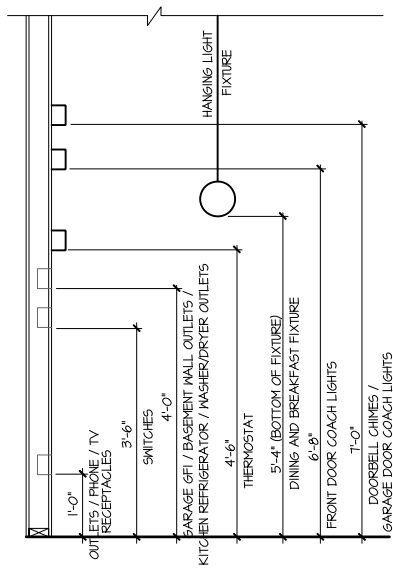 HANGING LIGHT
FIXTURE
1'-0"
OUTLETS / PHONE / TV
RECEPTACLES
3'-6"
SWITCHES
4'-0"
GARAGE GFI / BASEMENT WALL OUTLETS /
KITCHEN REFRIGERATOR / WASHER/DRYER OUTLETS
4'-6"
THERMOSTAT
5'-4" (BOTTOM OF FIXTURE)
DINING AND BREAKFAST FIXTURE
6'-8"
FRONT DOOR COACH LIGHTS
7'-0"
DOORBELL CHIMES /
GARAGE DOOR COACH LIGHTS